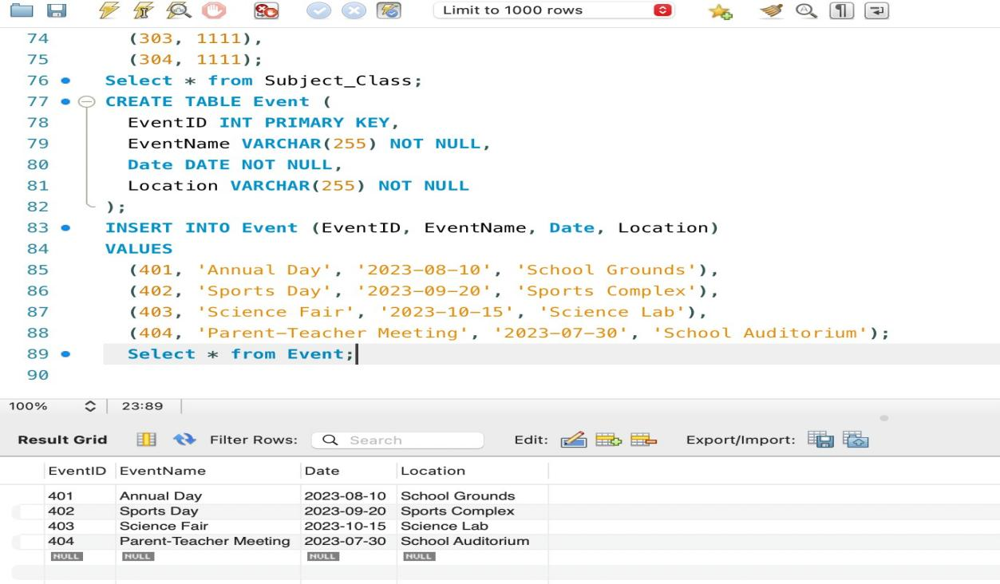 Limit to 1000 rows
74 (303, 1111),
75 (304, 1111);
76 Select * from Subject_Class;
77 CREATE TABLE Event (
78 EventID INT PRIMARY KEY,
79 EventName VARCHAR(255) NOT NULL,
80 Date DATE NOT NULL,
81 Location VARCHAR(255) NOT NULL
82 );
83 INSERT INTO Event (EventID, EventName, Date, Location)
84 VALUES
85 (401, 'Annual Day', '2023-08-10', 'School Grounds'),
86 (402, 'Sports Day', '2023-09-20', 'Sports Complex'),
87 (403, 'Science Fair', '2023-10-15', 'Science Lab'),
88 (404, 'Parent-Teacher Meeting', '2023-07-30', 'School Auditorium');
89 Select * from Event;
90
100% 23:89
Result Grid Filter Rows: Search Edit: Export/Import:
EventID EventName Date Location
401 Annual Day 2023-08-10 School Grounds
402 Sports Day 2023-09-20 Sports Complex
403 Science Fair 2023-10-15 Science Lab
404 Parent-Teacher Meeting 2023-07-30 School Auditorium
NULL NULL NULL NULL